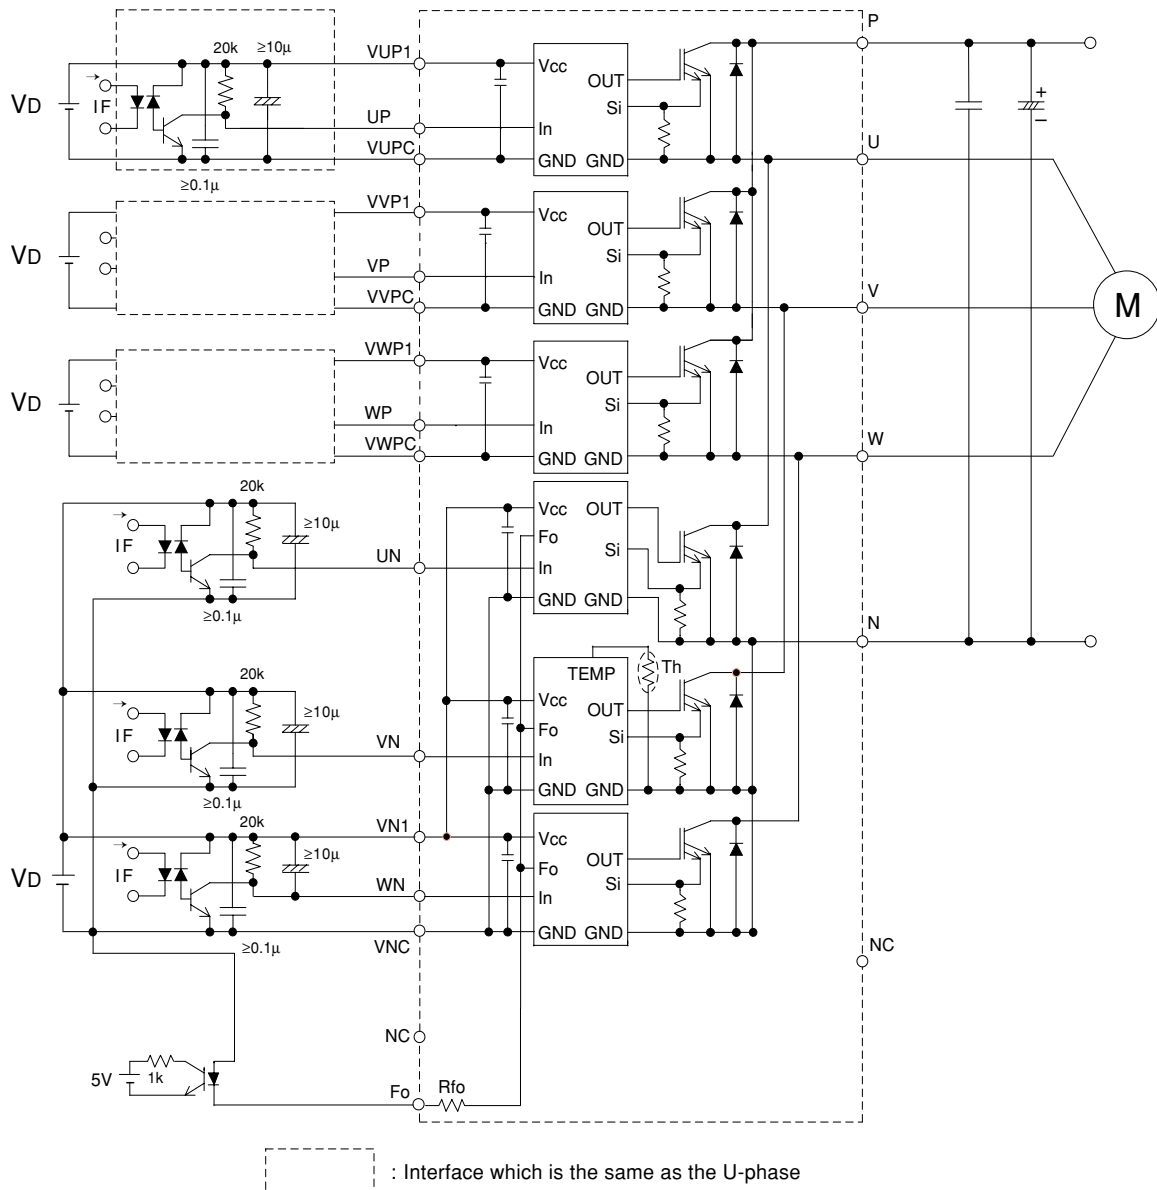 P
20k ≥10μ VUP1
Vcc
OUT
VD IF
Si
UP
In
U
VUPC
GND GND
≥0.1μ
VVP1
Vcc
OUT
VD
Si
VP
In
V
VVPC
GND GND
M
VWP1
Vcc
OUT
VD
Si
WP
In
W
VWPC
GND GND
20k
Vcc OUT
≥10μ
Fo
IF
UN
Si
In
GND GND
≥0.1μ
N
Th
TEMP
20k
Vcc
≥10μ
OUT
IF
Fo
Si
VN
In
GND GND
≥0.1μ
20k
VN1
Vcc
≥10μ
OUT
VD IF
Fo
Si
WN
In
GND GND
VNC
≥0.1μ
NC
NC
5V 1k
Fo Rfo
+
–
: Interface which is the same as the U-phase